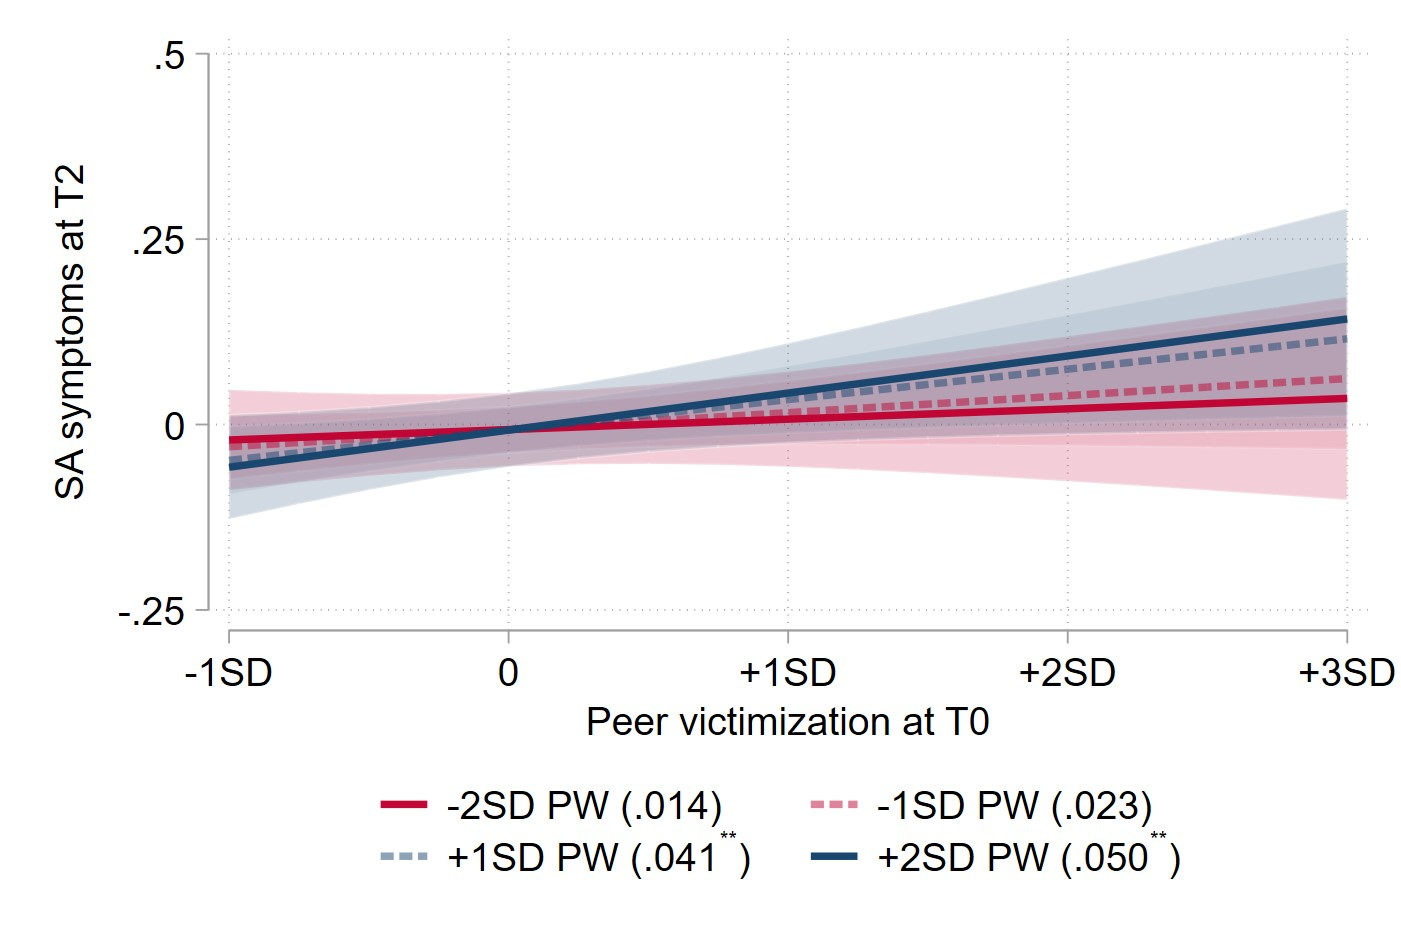 .5
.25
0
-.25
SA symptoms at T2
-1SD 0 +1SD +2SD +3SD
Peer victimization at T0
-2SD PW (.014) -1SD PW (.023)
+1SD PW (.041**) +2SD PW (.050**)